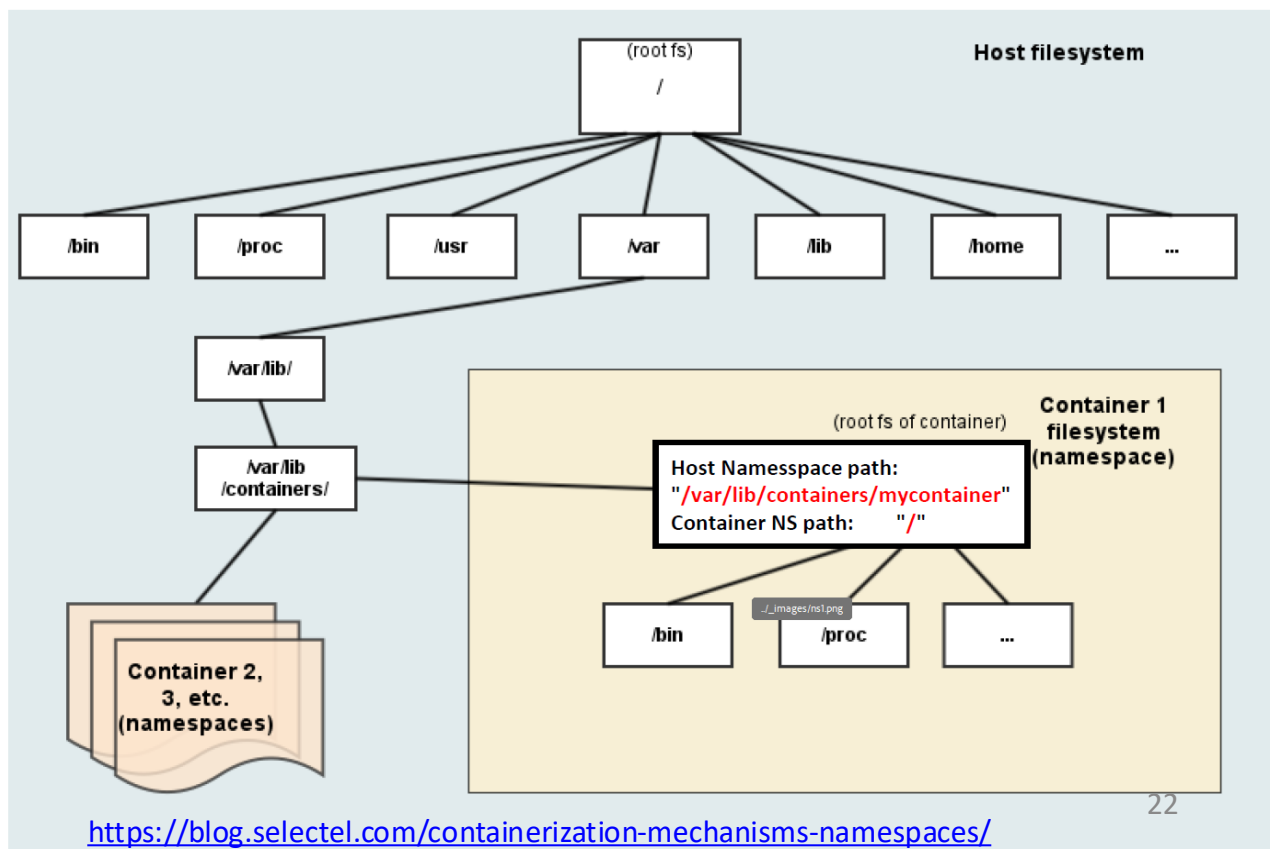 (root fs)
/
Host filesystem
/bin
/proc
/usr
/var
/lib
/home
...
/var/lib/
/var/lib
/containers/
Container 1
filesystem
(namespace)
(root fs of container)
Host Namesspace path:
"/var/lib/containers/mycontainer"
Container NS path: "/"
../_images/ns1.png
/bin
/proc
...
Container 2,
3, etc.
(namespaces)
22
https://blog.selectel.com/containerization-mechanisms-namespaces/